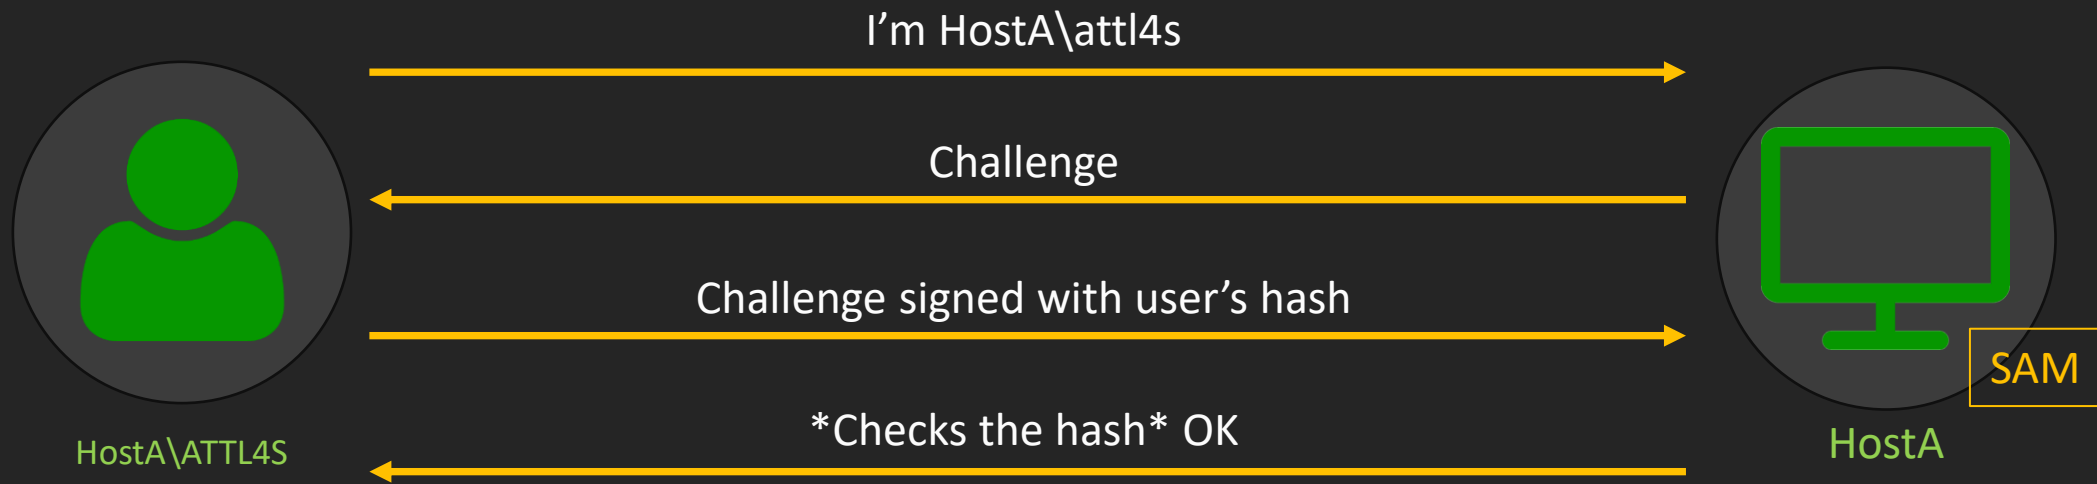 I’m HostA\attl4s
Challenge
Challenge signed with user’s hash
*Checks the hash* OK
HostA\ATTL4S
SAM
HostA